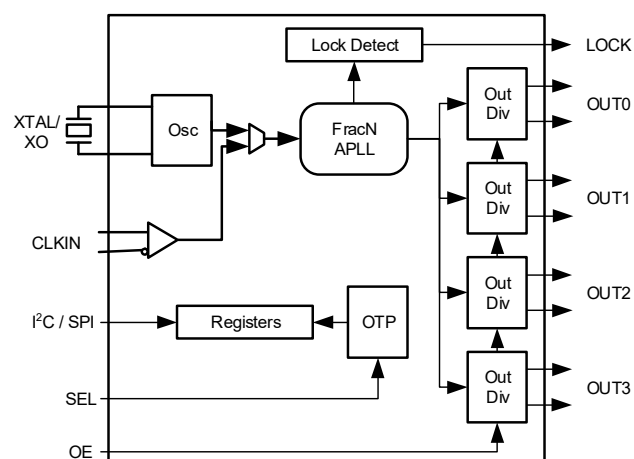 Lock Detect
LOCK
XTAL/
XO
Osc
FracN
APLL
Out
Div
OUT0
Out
Div
OUT1
CLKIN
Out
Div
OUT2
I²C / SPI
Registers
OTP
Out
Div
OUT3
SEL
OE